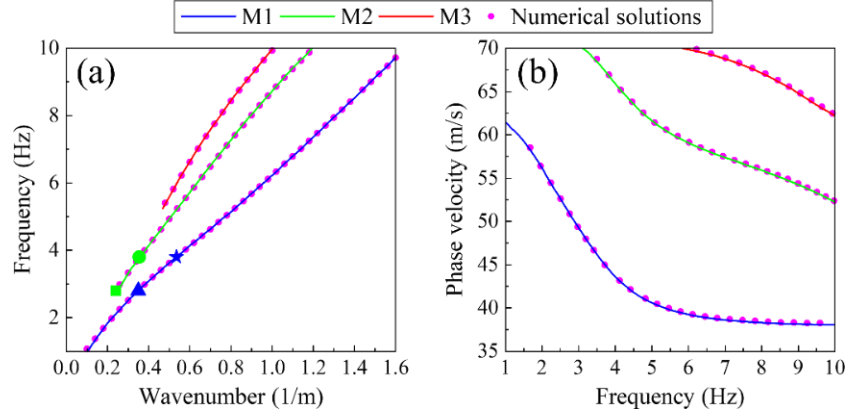 M1 M2 M3 Numerical solutions
(a)
10
8
6
4
2
Frequency (Hz)
0.0 0.2 0.4 0.6 0.8 1.0 1.2 1.4 1.6
Wavenumber (1/m)
(b)
70
65
60
55
50
45
40
35
Phase velocity (m/s)
1 2 3 4 5 6 7 8 9 10
Frequency (Hz)